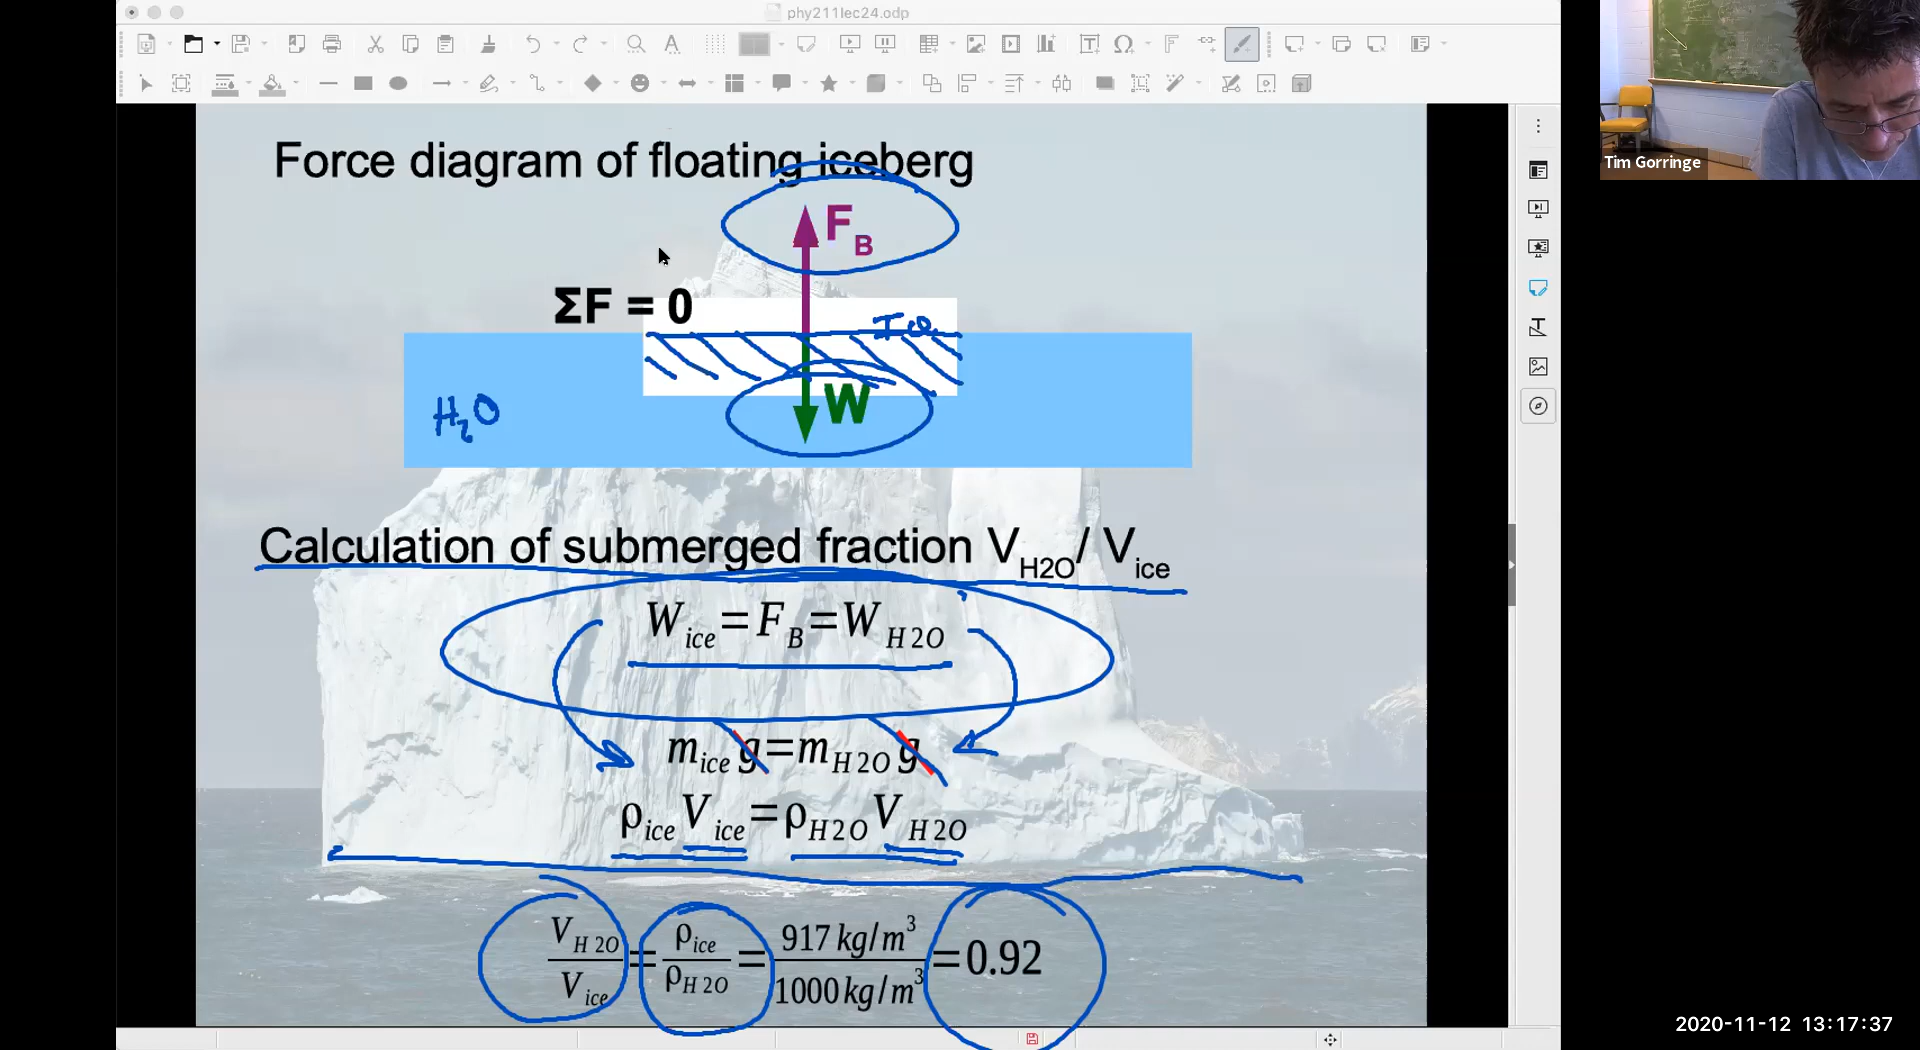 phy211lec24.odp
Tim Gorringe
Force diagram of floating iceberg
F_B
ΣF = 0
Ice
W
H₂O
Calculation of submerged fraction V_H2O / V_ice
W_ice = F_B = W_H2O
m_ice g = m_H2O g
ρ_ice V_ice = ρ_H2O V_H2O
V_H2O / V_ice = ρ_ice / ρ_H2O = 917 kg/m³ / 1000 kg/m³ = 0.92
2020-11-12 13:17:37